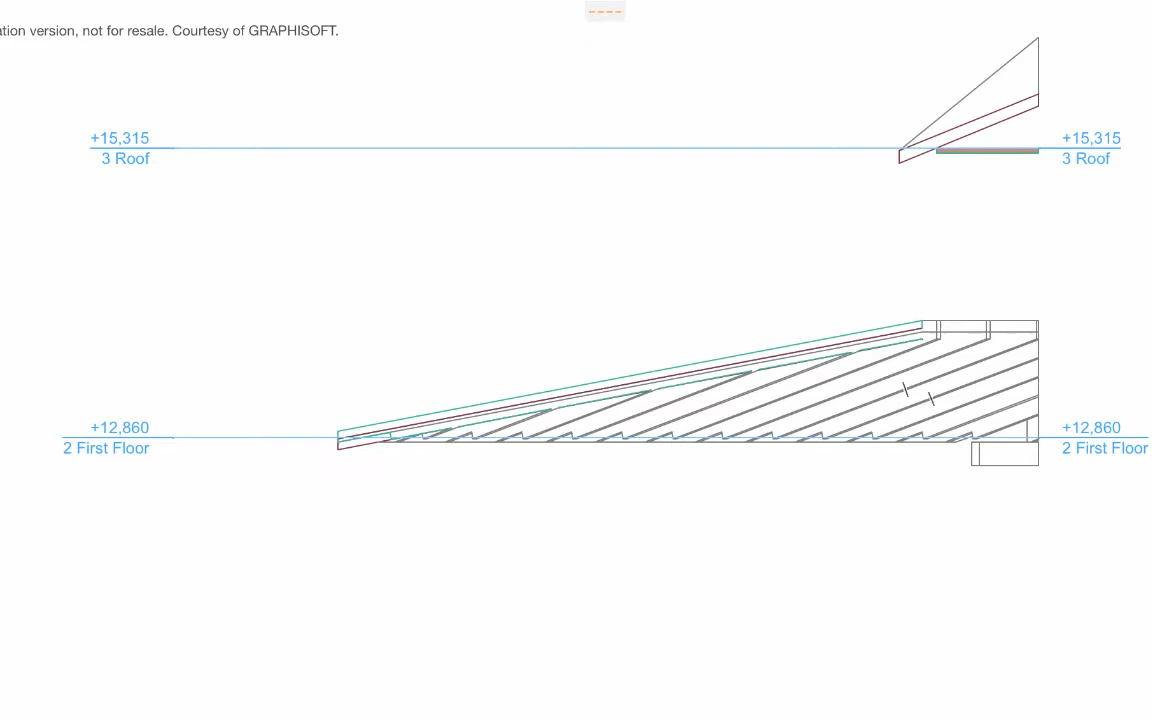 version, not for resale. Courtesy of GRAPHISOFT.
+15,315
3 Roof
+15,315
3 Roof
+12,860
2 First Floor
+12,860
2 First Floor